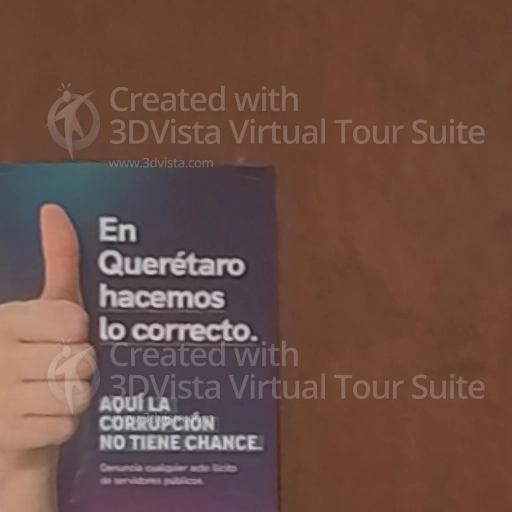 Created with
3DVista Virtual Tour Suite
www.3dvista.com
En
Querétaro
hacemos
lo correcto.
Created with
3DVista Virtual Tour Suite
AQUÍ LA
CORRUPCIÓN
NO TIENE CHANCE.
Denuncia cualquier acto ilícito
de servidores públicos.